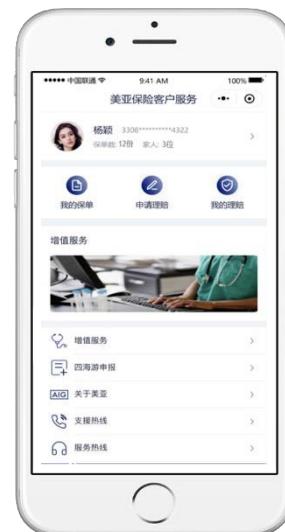 中国联通 9:41 AM 100%
美亚保险客户服务
杨颖 3306**********4322
保单数: 12份 家人: 3位
我的保单 申请理赔 我的理赔
增值服务
增值服务
四海游申报
AIG 关于美亚
支援热线
服务热线